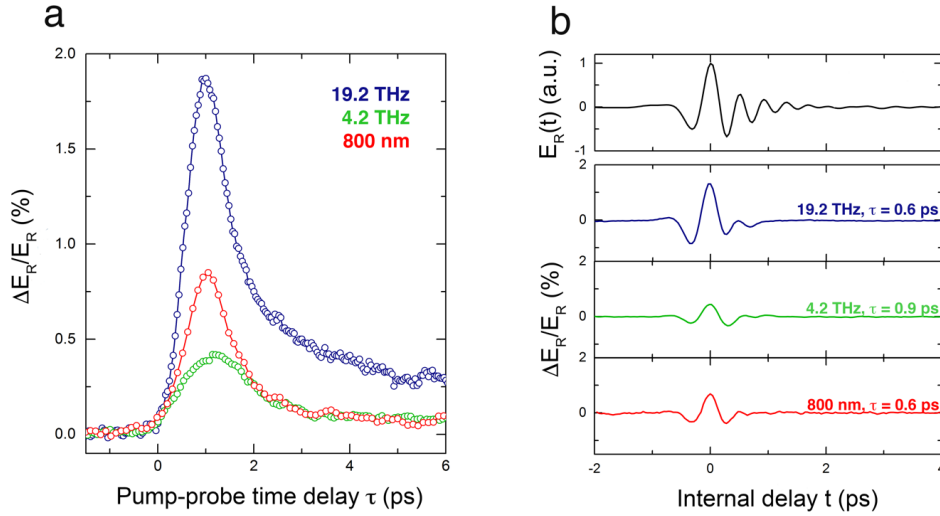 a
2.0
1.5
1.0
0.5
0.0
ΔE_R/E_R (%)
19.2 THz
4.2 THz
800 nm
0 2 4 6
Pump-probe time delay τ (ps)
b
E_R(t) (a.u.)
1
0
-1
2
0
19.2 THz, τ = 0.6 ps
2
0
4.2 THz, τ = 0.9 ps
2
0
800 nm, τ = 0.6 ps
ΔE_R/E_R (%)
-2 0 2 4
Internal delay t (ps)